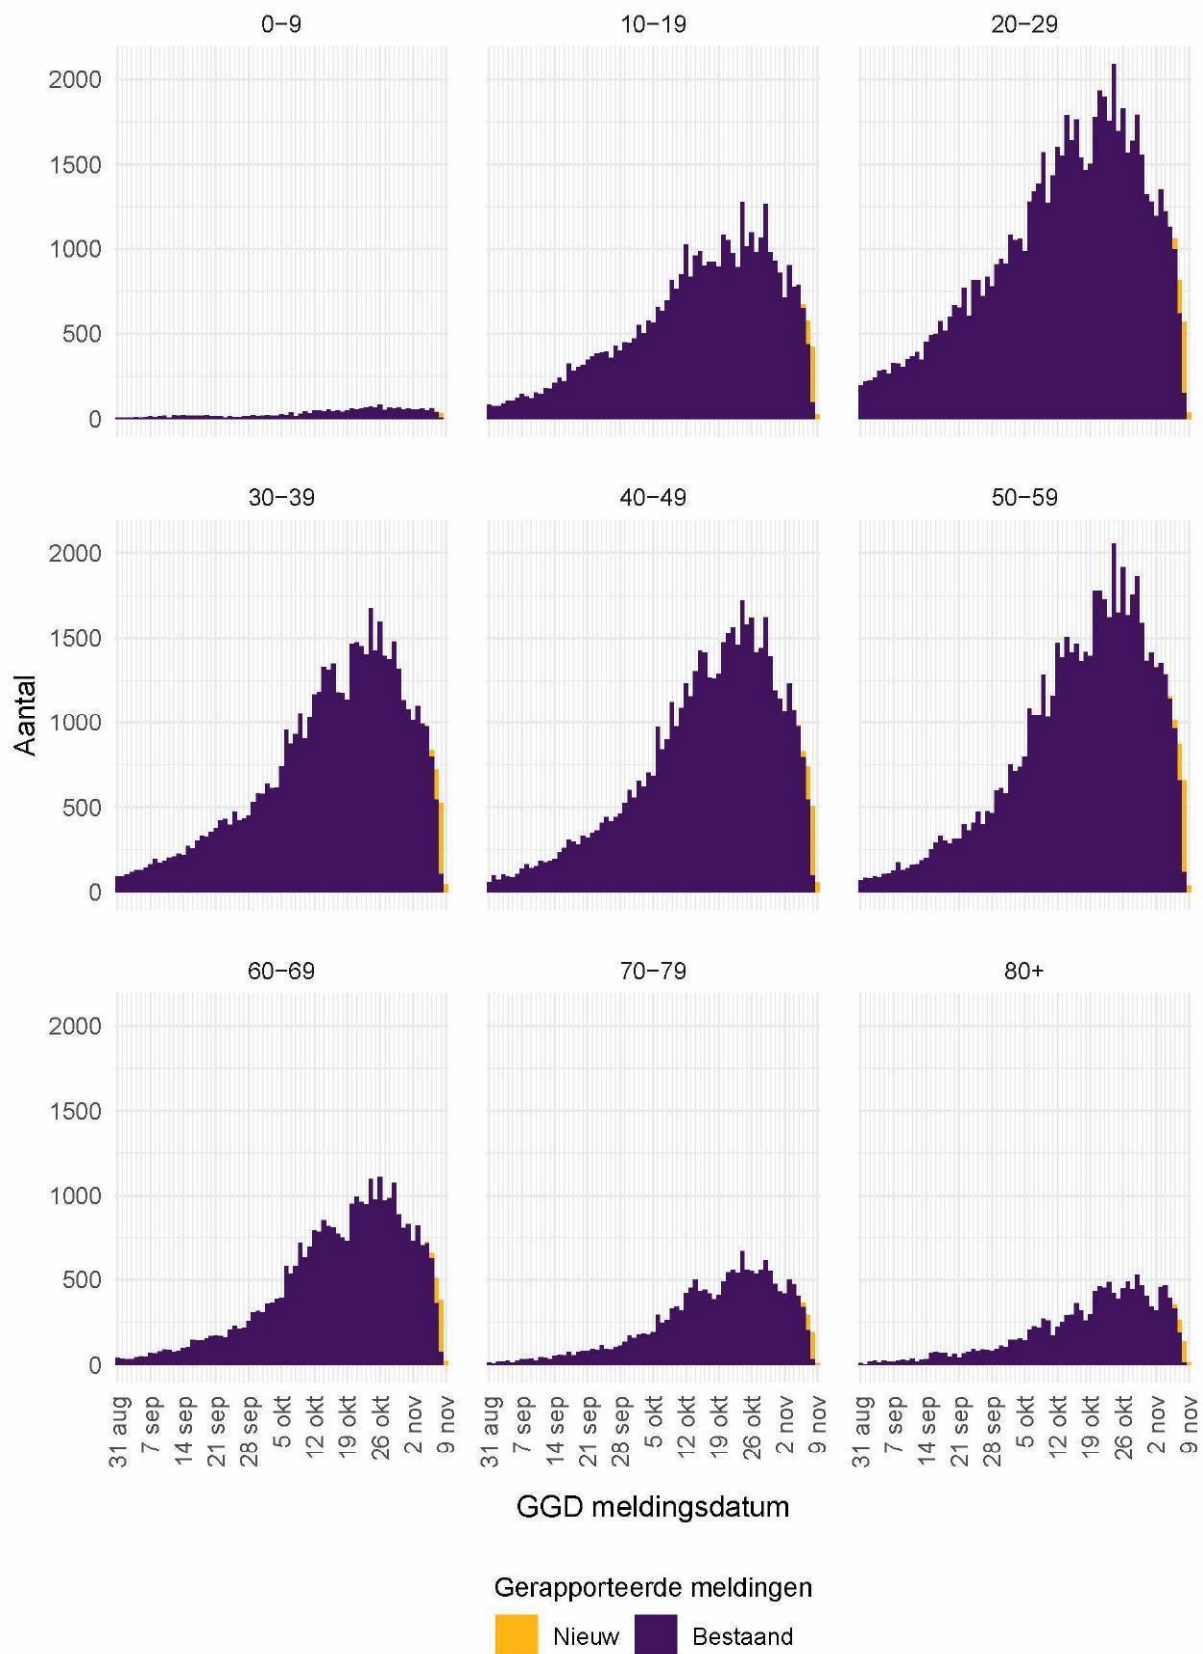 0−9 10−19 20−29
2000
1500
1000
500
0
30−39 40−49 50−59
2000
1500
1000
500
0
Aantal
60−69 70−79 80+
2000
1500
1000
500
0
31 aug 7 sep 14 sep 21 sep 28 sep 5 okt 12 okt 19 okt 26 okt 2 nov 9 nov 31 aug 7 sep 14 sep 21 sep 28 sep 5 okt 12 okt 19 okt 26 okt 2 nov 9 nov 31 aug 7 sep 14 sep 21 sep 28 sep 5 okt 12 okt 19 okt 26 okt 2 nov 9 nov
GGD meldingsdatum
Gerapporteerde meldingen
Nieuw Bestaand